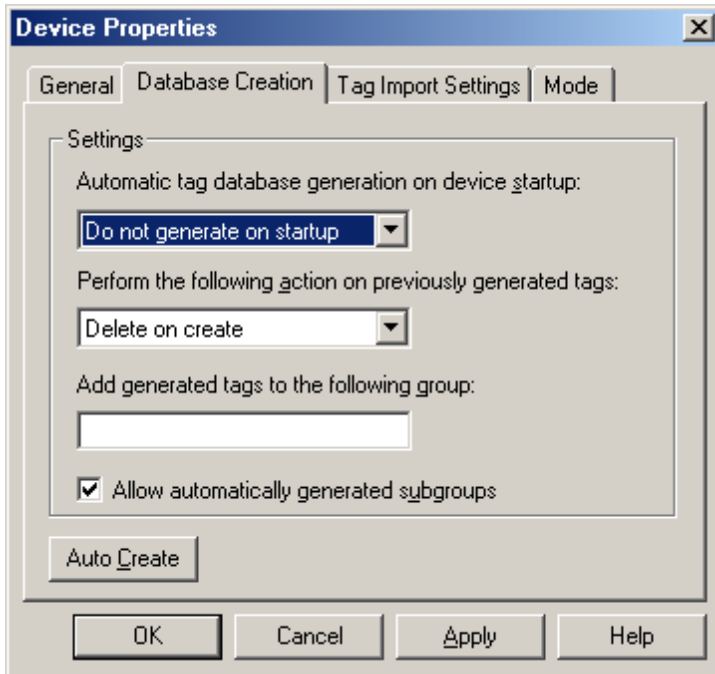 Device Properties
General Database Creation Tag Import Settings Mode
Settings
Automatic tag database generation on device startup:
Do not generate on startup
Perform the following action on previously generated tags:
Delete on create
Add generated tags to the following group:
Allow automatically generated subgroups
Auto Create
OK Cancel Apply Help